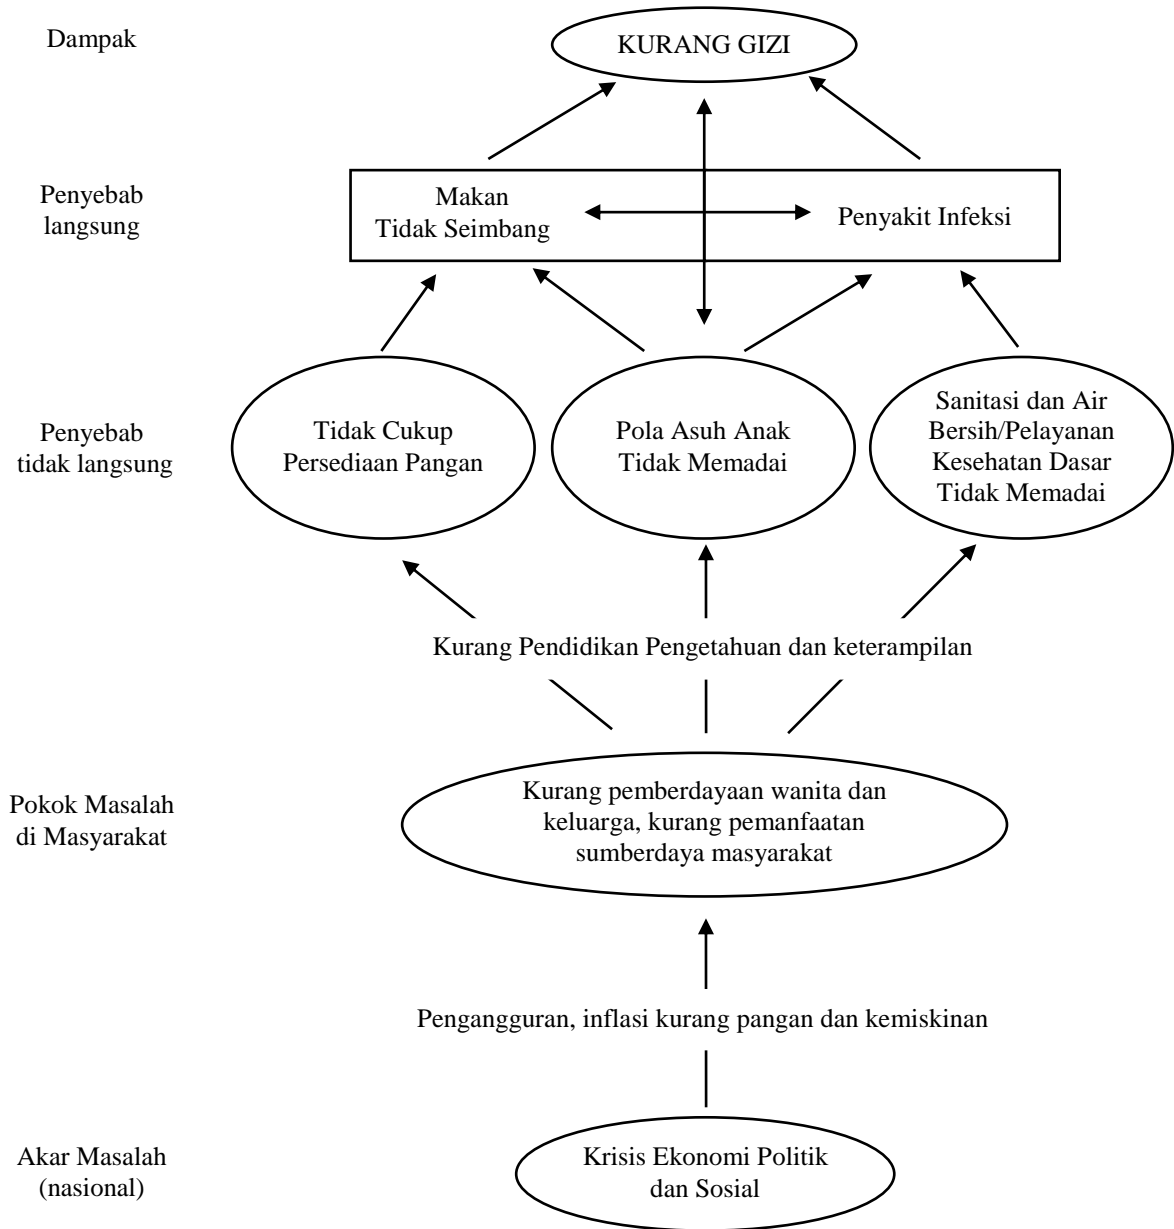 Dampak
KURANG GIZI
Penyebab
langsung
Makan
Tidak Seimbang
Penyakit Infeksi
Penyebab
tidak langsung
Tidak Cukup
Persediaan Pangan
Pola Asuh Anak
Tidak Memadai
Sanitasi dan Air
Bersih/Pelayanan
Kesehatan Dasar
Tidak Memadai
Kurang Pendidikan Pengetahuan dan keterampilan
Pokok Masalah
di Masyarakat
Kurang pemberdayaan wanita dan
keluarga, kurang pemanfaatan
sumberdaya masyarakat
Pengangguran, inflasi kurang pangan dan kemiskinan
Akar Masalah
(nasional)
Krisis Ekonomi Politik
dan Sosial